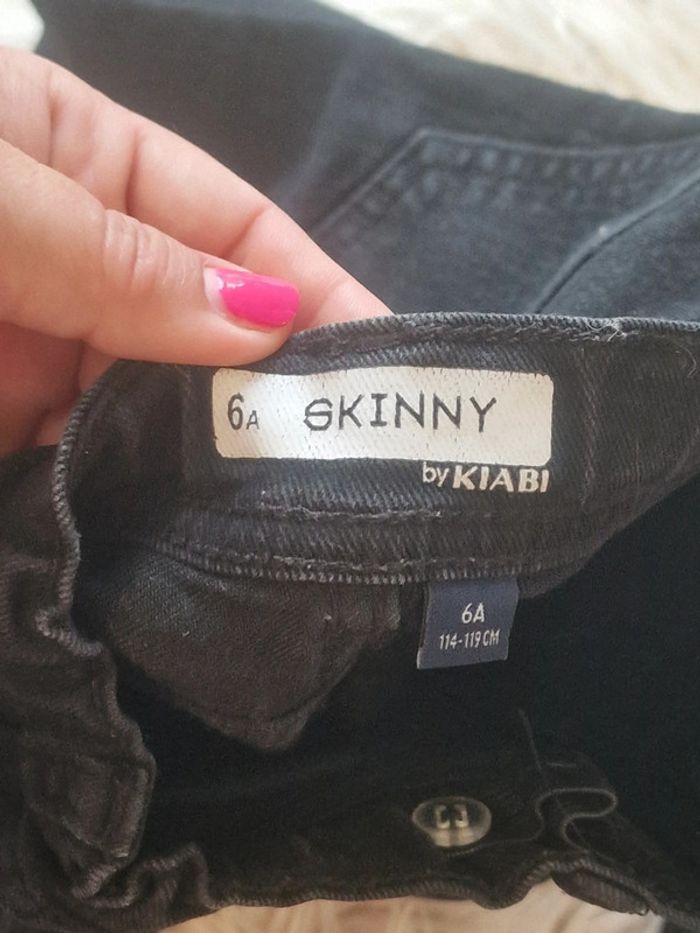 6A SKINNY
by KIABI
6A
114-119 CM